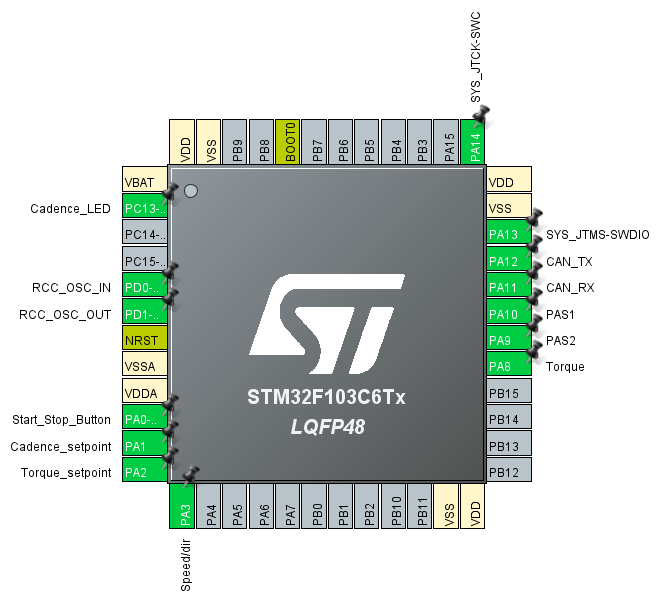 SYS_JTCK-SWC
VDD
VSS
PB9
PB8
BOOT0
PB7
PB6
PB5
PB4
PB3
PA15
PA14
VBAT
Cadence_LED
PC13-..
PC14-..
PC15-..
RCC_OSC_IN
PD0-..
RCC_OSC_OUT
PD1-..
NRST
VSSA
VDDA
Start_Stop_Button
PA0-..
Cadence_setpoint
PA1
Torque_setpoint
PA2
ST
STM32F103C6Tx
LQFP48
VDD
VSS
PA13
SYS_JTMS-SWDIO
PA12
CAN_TX
PA11
CAN_RX
PA10
PAS1
PA9
PAS2
PA8
Torque
PB15
PB14
PB13
PB12
PA3
PA4
PA5
PA6
PA7
PB0
PB1
PB2
PB10
PB11
VSS
VDD
Speed/dir